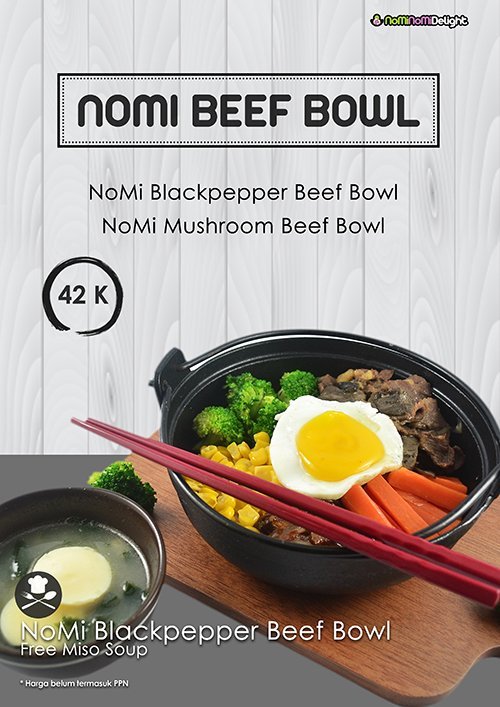 NoMiNoMiDelight
NOMI BEEF BOWL
NoMi Blackpepper Beef Bowl
NoMi Mushroom Beef Bowl
42 K
NoMi Blackpepper Beef Bowl
Free Miso Soup
* Harga belum termasuk PPN